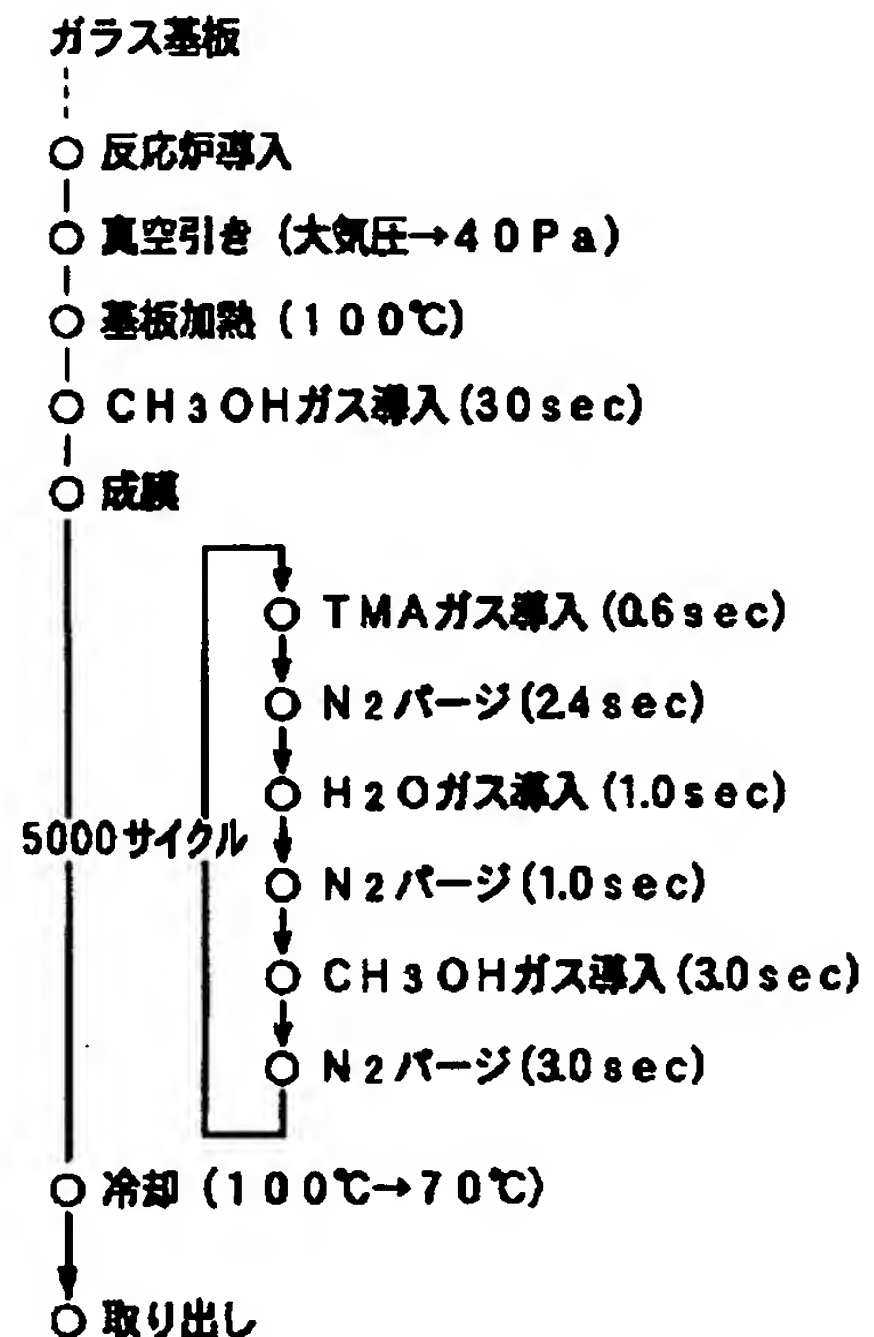 ガラス基板
反応炉導入
真空引き (大気圧→40Pa)
基板加熱 (100℃)
CH3OHガス導入(30sec)
成膜
TMAガス導入(0.6sec)
N2パージ(2.4sec)
H2Oガス導入(1.0sec)
5000サイクル
N2パージ(1.0sec)
CH3OHガス導入(3.0sec)
N2パージ(3.0sec)
冷却 (100℃→70℃)
取り出し